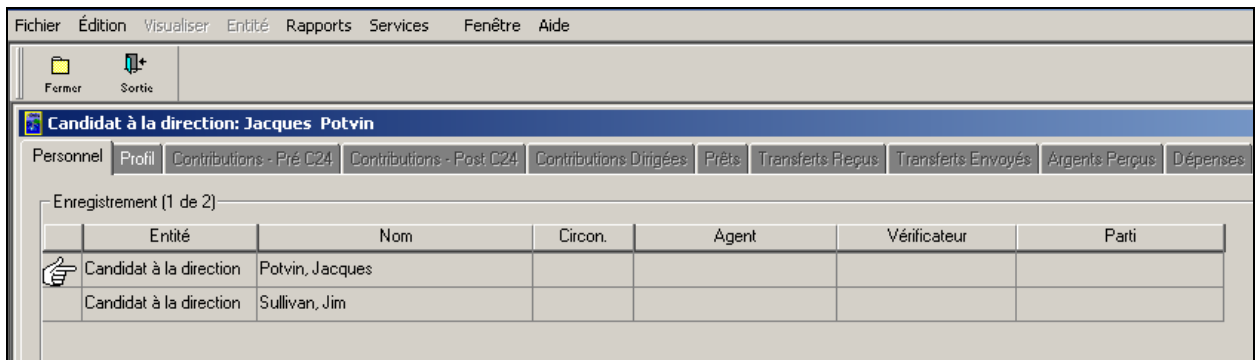 Fichier Édition Visualiser Entité Rapports Services Fenêtre Aide
Fermer Sortie
Candidat à la direction: Jacques Potvin
Personnel Profil Contributions - Pré C24 Contributions - Post C24 Contributions Dirigées Prêts Transferts Reçus Transferts Envoyés Argents Perçus Dépenses
Enregistrement (1 de 2)
Entité Nom Circon. Agent Vérificateur Parti
Candidat à la direction Potvin, Jacques
Candidat à la direction Sullivan, Jim